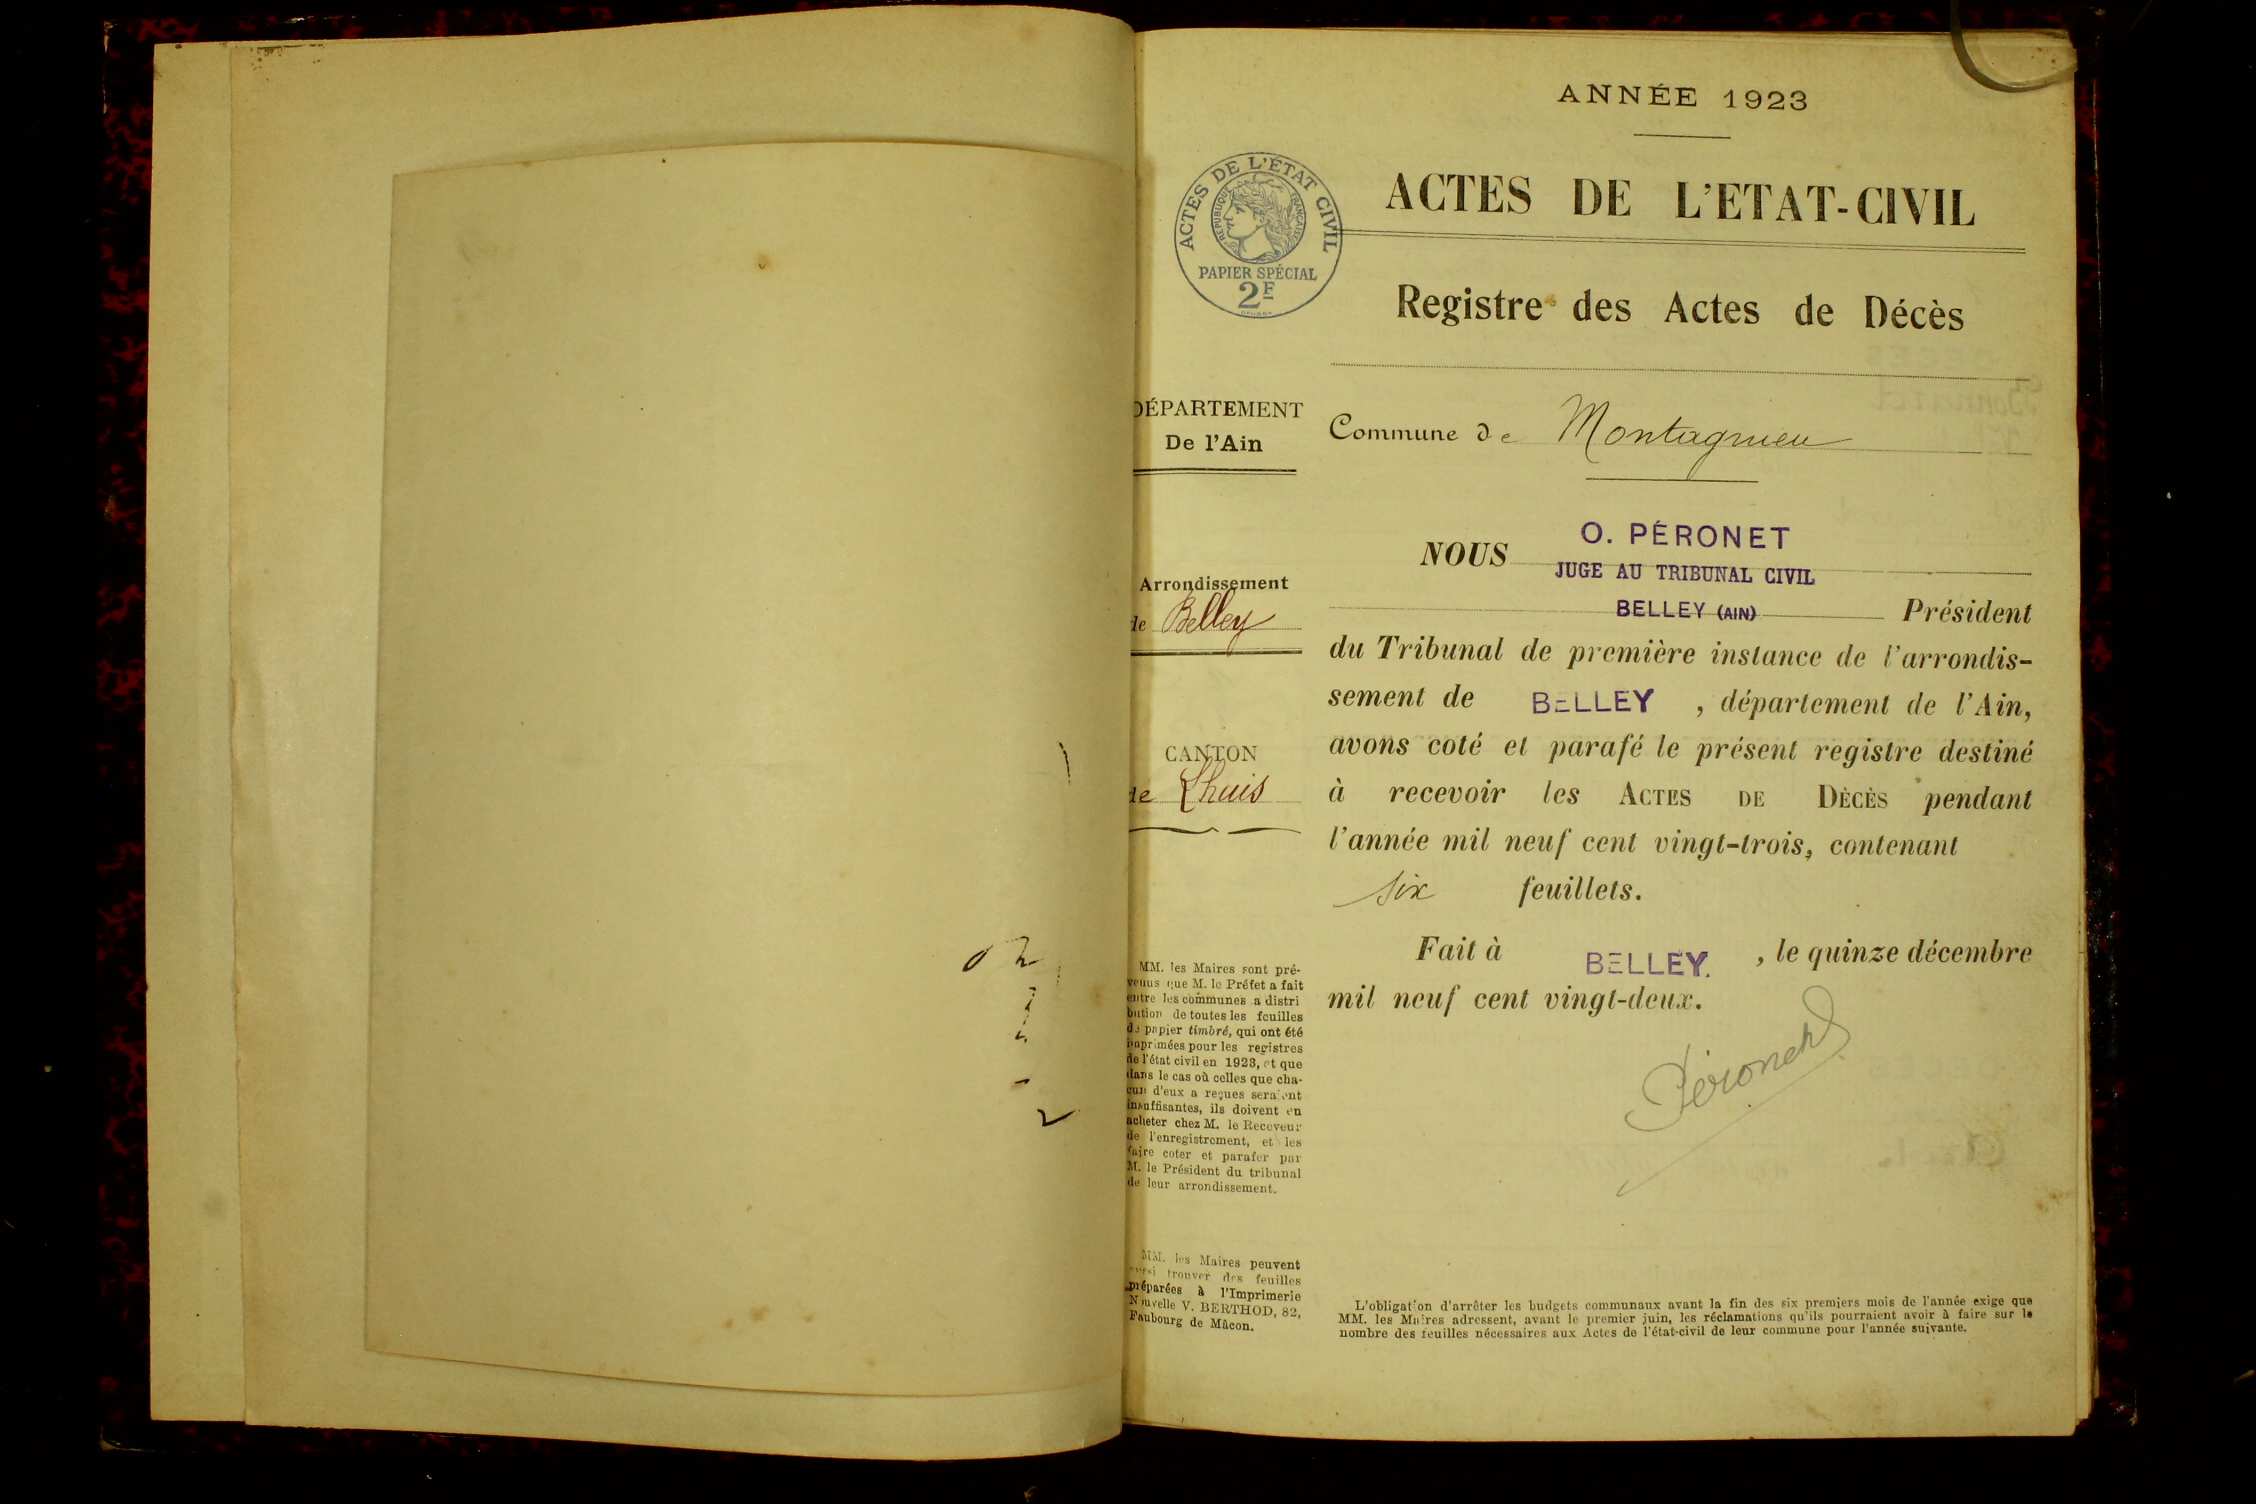 ANNÉE 1923
ACTES DE L'ÉTAT CIVIL
RÉPUBLIQUE FRANÇAISE
PAPIER SPÉCIAL
2F
ACTES DE L'ETAT-CIVIL
Registre des Actes de Décès
DÉPARTEMENT
De l'Ain
Commune de Montagnieu
Arrondissement
de Belley
CANTON
de Lhuis
NOUS O. PÉRONET
JUGE AU TRIBUNAL CIVIL
BELLEY (AIN) Président
du Tribunal de première instance de l'arrondis-
sement de BELLEY, département de l'Ain,
avons coté et parafé le présent registre destiné
à recevoir les ACTES DE DÉCÈS pendant
l'année mil neuf cent vingt-trois, contenant
six feuillets.
Fait à BELLEY., le quinze décembre
mil neuf cent vingt-deux.
Péronet
MM. les Maires sont pré-
venus que M. le Préfet a fait
entre les communes a distri
bution de toutes les feuilles
de papier timbré, qui ont été
imprimées pour les registres
de l'état civil en 1923, et que
dans le cas où celles que cha-
cun d'eux a reçues seraient
insuffisantes, ils doivent en
acheter chez M. le Receveur
de l'enregistrement, et les
faire coter et parafer par
M. le Président du tribunal
de leur arrondissement.
MM. les Maires peuvent
aussi trouver des feuilles
préparées à l'Imprimerie
Nouvelle V. BERTHOD, 82,
Faubourg de Mâcon.
L'obligation d'arrêter les budgets communaux avant la fin des six premiers mois de l'année exige que
MM. les Maires adressent, avant le premier juin, les réclamations qu'ils pourraient avoir à faire sur le
nombre des feuilles nécessaires aux Actes de l'état-civil de leur commune pour l'année suivante.